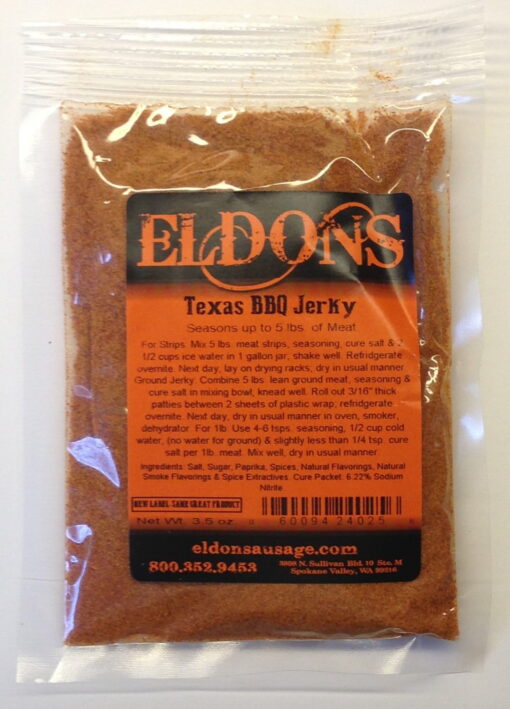 ELDONS
Texas BBQ Jerky
Seasons up to 5 lbs. of Meat
For Strips. Mix 5 lbs. meat strips, seasoning, cure salt & 2
1/2 cups ice water in 1 gallon jar, shake well. Refridgerate
overnite. Next day, lay on drying racks, dry in usual manner
Ground Jerky: Combine 5 lbs. lean ground meat, seasoning &
cure salt in mixing bowl, knead well. Roll out 3/16" thick
patties between 2 sheets of plastic wrap, refridgerate
overnite. Next day, dry in usual manner in oven, smoker,
dehydrator. For 1lb. Use 4-6 tsps. seasoning, 1/2 cup cold
water, (no water for ground) & slightly less than 1/4 tsp. cure
salt per 1lb. meat. Mix well, dry in usual manner.
Ingredients: Salt, Sugar, Paprika, Spices, Natural Flavorings, Natural
Smoke Flavorings & Spice Extractives. Cure Packet: 6.22% Sodium
Nitrite.
NEW LABEL-SAME GREAT PRODUCT
Net Wt. 3.5 oz
60094 24025
eldonsausage.com
800.352.9453
3808 N. Sullivan Bld. 10 Ste. M
Spokane Valley, WA 99216